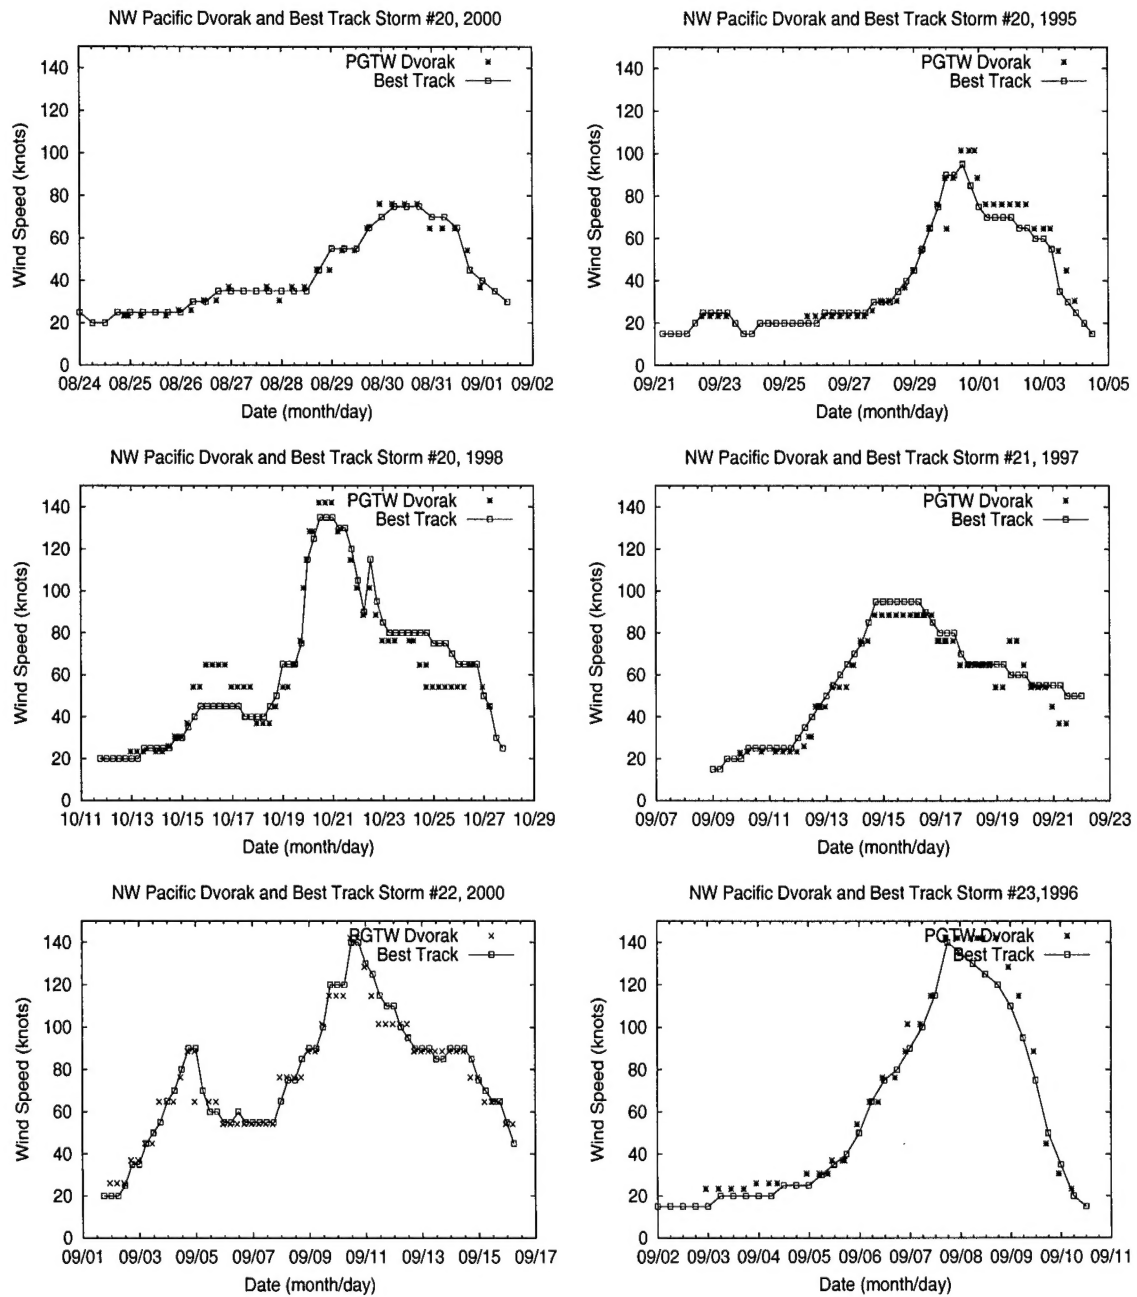 NW Pacific Dvorak and Best Track Storm #20, 2000
PGTW Dvorak
Best Track
Wind Speed (knots)
140
120
100
80
60
40
20
0
08/24 08/25 08/26 08/27 08/28 08/29 08/30 08/31 09/01 09/02
Date (month/day)
NW Pacific Dvorak and Best Track Storm #20, 1995
PGTW Dvorak
Best Track
Wind Speed (knots)
140
120
100
80
60
40
20
0
09/21 09/23 09/25 09/27 09/29 10/01 10/03 10/05
Date (month/day)
NW Pacific Dvorak and Best Track Storm #20, 1998
PGTW Dvorak
Best Track
Wind Speed (knots)
140
120
100
80
60
40
20
0
10/11 10/13 10/15 10/17 10/19 10/21 10/23 10/25 10/27 10/29
Date (month/day)
NW Pacific Dvorak and Best Track Storm #21, 1997
PGTW Dvorak
Best Track
Wind Speed (knots)
140
120
100
80
60
40
20
0
09/07 09/09 09/11 09/13 09/15 09/17 09/19 09/21 09/23
Date (month/day)
NW Pacific Dvorak and Best Track Storm #22, 2000
PGTW Dvorak
Best Track
Wind Speed (knots)
140
120
100
80
60
40
20
0
09/01 09/03 09/05 09/07 09/09 09/11 09/13 09/15 09/17
Date (month/day)
NW Pacific Dvorak and Best Track Storm #23,1996
PGTW Dvorak
Best Track
Wind Speed (knots)
140
120
100
80
60
40
20
0
09/02 09/03 09/04 09/05 09/06 09/07 09/08 09/09 09/10 09/11
Date (month/day)